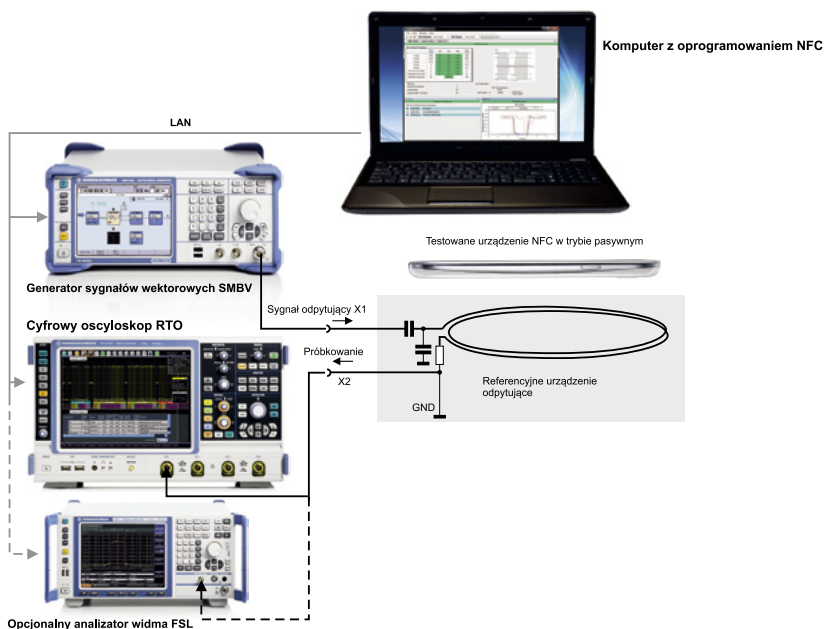 Komputer z oprogramowaniem NFC
LAN
Testowane urządzenie NFC w trybie pasywnym
Generator sygnałów wektorowych SMBV
Sygnał odpytujący X1
Cyfrowy oscyloskop RTO
Próbkowanie
X2
Referencyjne urządzenie
odpytujące
GND
Opcjonalny analizator widma FSL